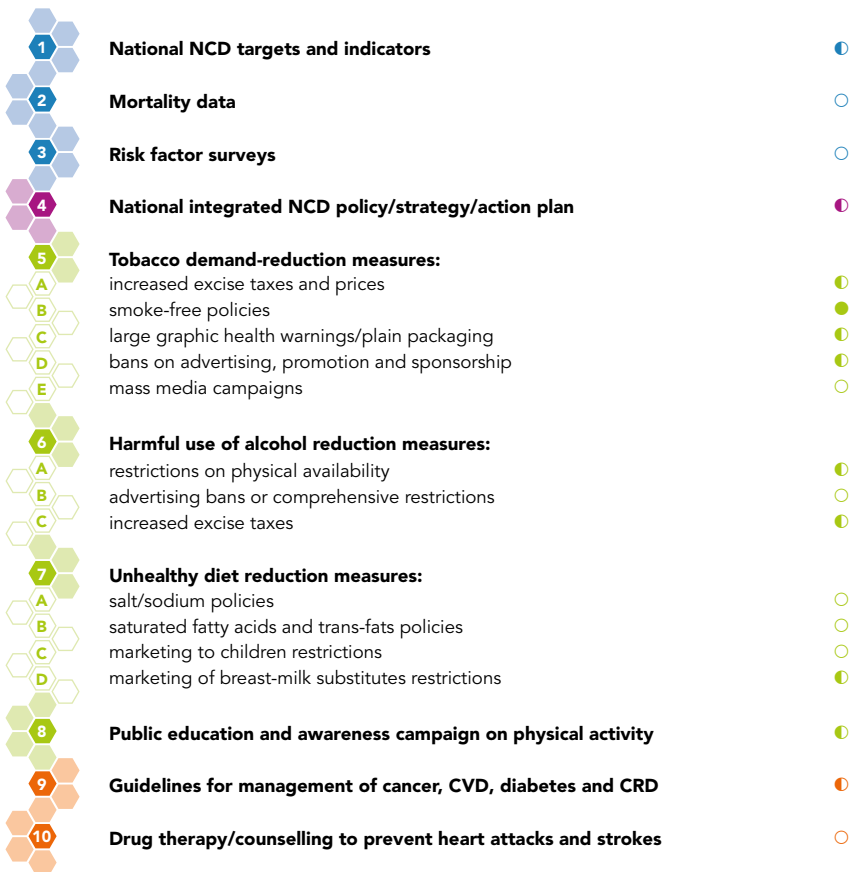 1 National NCD targets and indicators ◐
2 Mortality data ○
3 Risk factor surveys ○
4 National integrated NCD policy/strategy/action plan ◐
5 Tobacco demand-reduction measures:
A increased excise taxes and prices ◐
B smoke-free policies ●
C large graphic health warnings/plain packaging ◐
D bans on advertising, promotion and sponsorship ◐
E mass media campaigns ○
6 Harmful use of alcohol reduction measures:
A restrictions on physical availability ◐
B advertising bans or comprehensive restrictions ○
C increased excise taxes ◐
7 Unhealthy diet reduction measures:
A salt/sodium policies ○
B saturated fatty acids and trans-fats policies ○
C marketing to children restrictions ○
D marketing of breast-milk substitutes restrictions ◐
8 Public education and awareness campaign on physical activity ◐
9 Guidelines for management of cancer, CVD, diabetes and CRD ◐
10 Drug therapy/counselling to prevent heart attacks and strokes ○